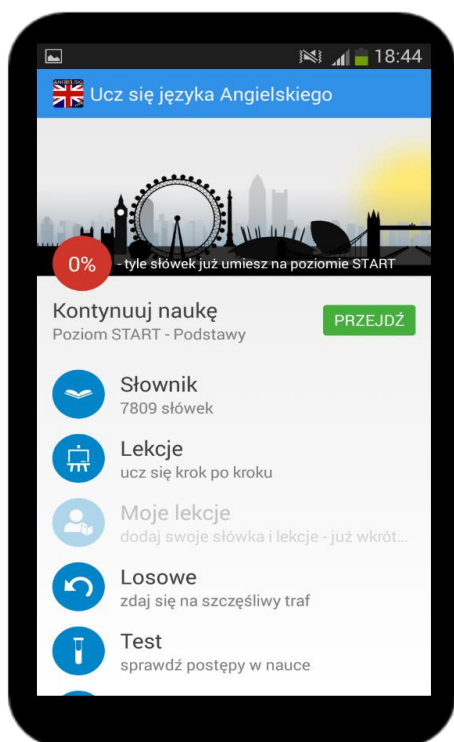 18:44
ANGIELSKI
Ucz się języka Angielskiego
0%
- tyle słówek już umiesz na poziomie START
Kontynuuj naukę
Poziom START - Podstawy
PRZEJDŹ
Słownik
7809 słówek
Lekcje
ucz się krok po kroku
Moje lekcje
dodaj swoje słówka i lekcje - już wkrót...
Losowe
zdaj się na szczęśliwy traf
Test
sprawdź postępy w nauce